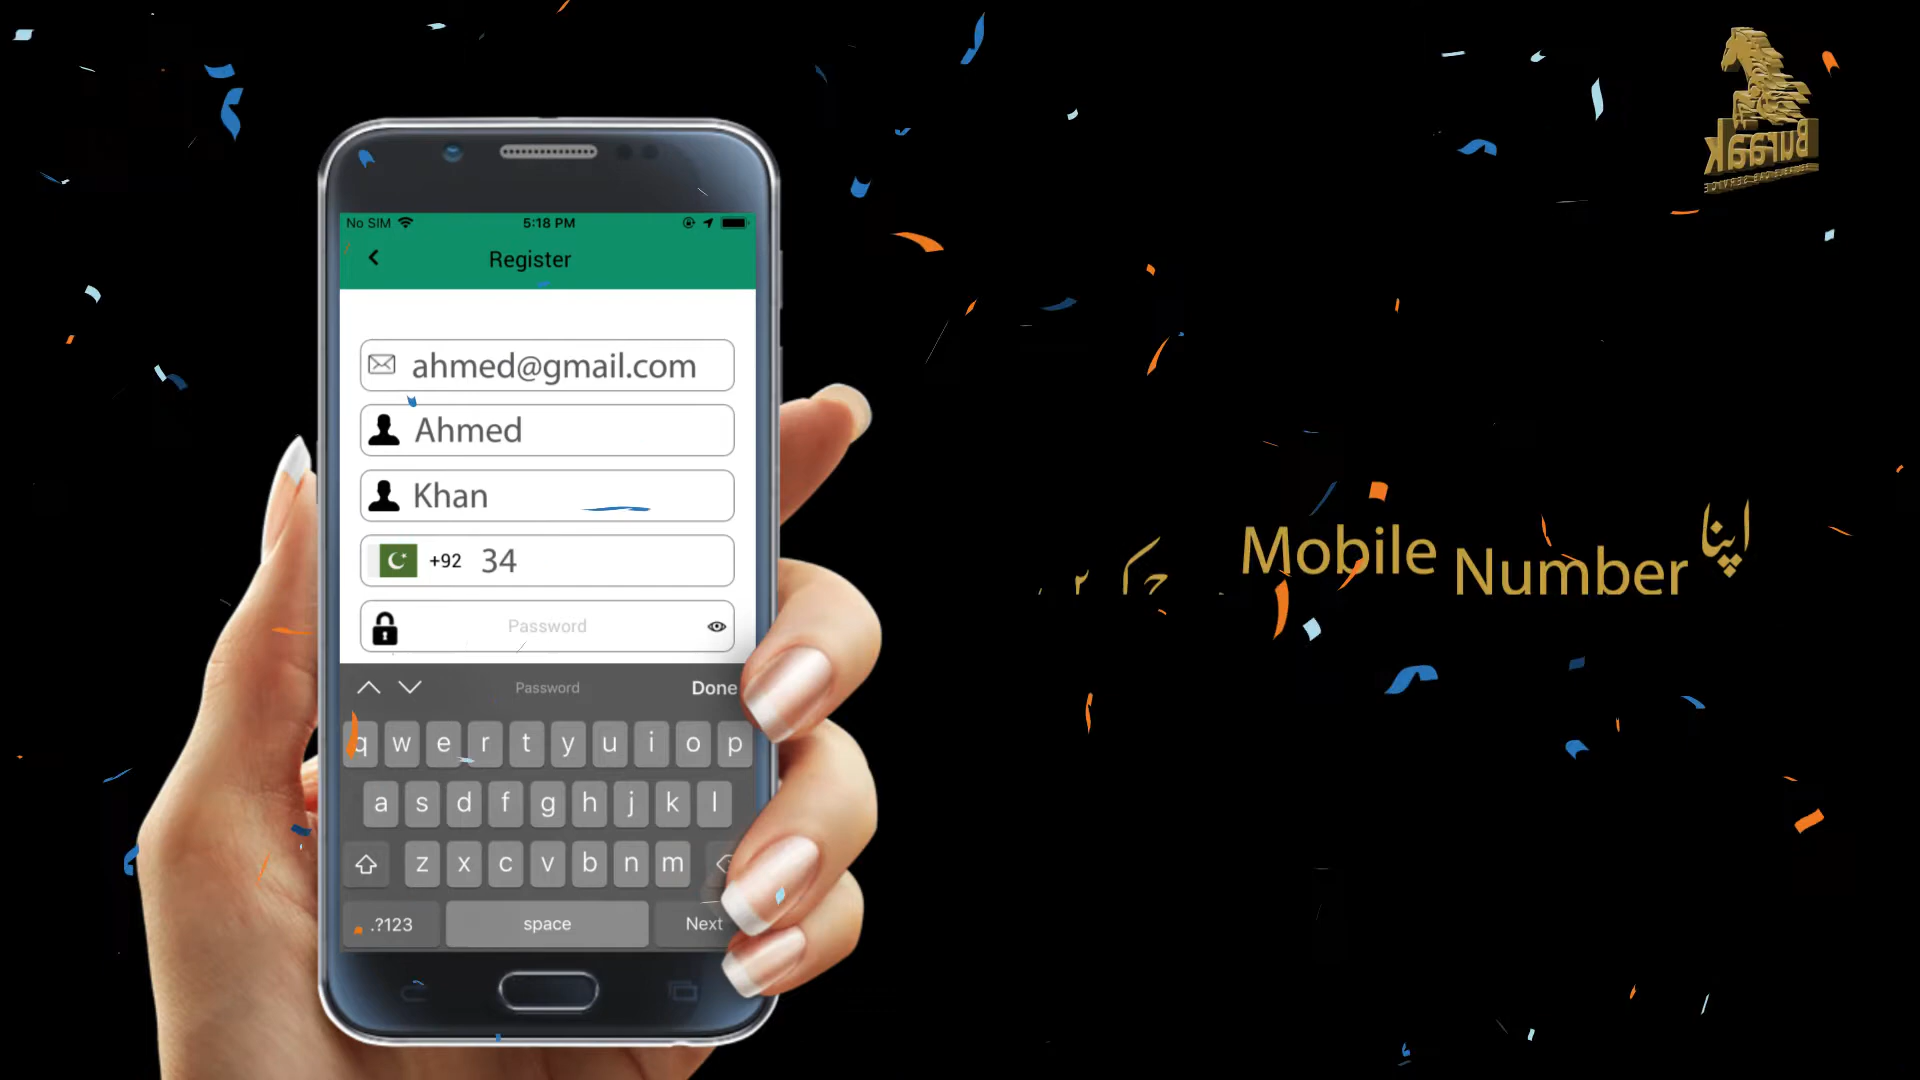 No SIM 5:18 PM
Register
ahmed@gmail.com
Ahmed
Khan
+92 34
Password
Password Done
q w e r t y u i o p
a s d f g h j k l
z x c v b n m
.?123 space Next
Buraak
اپنا Mobile Number